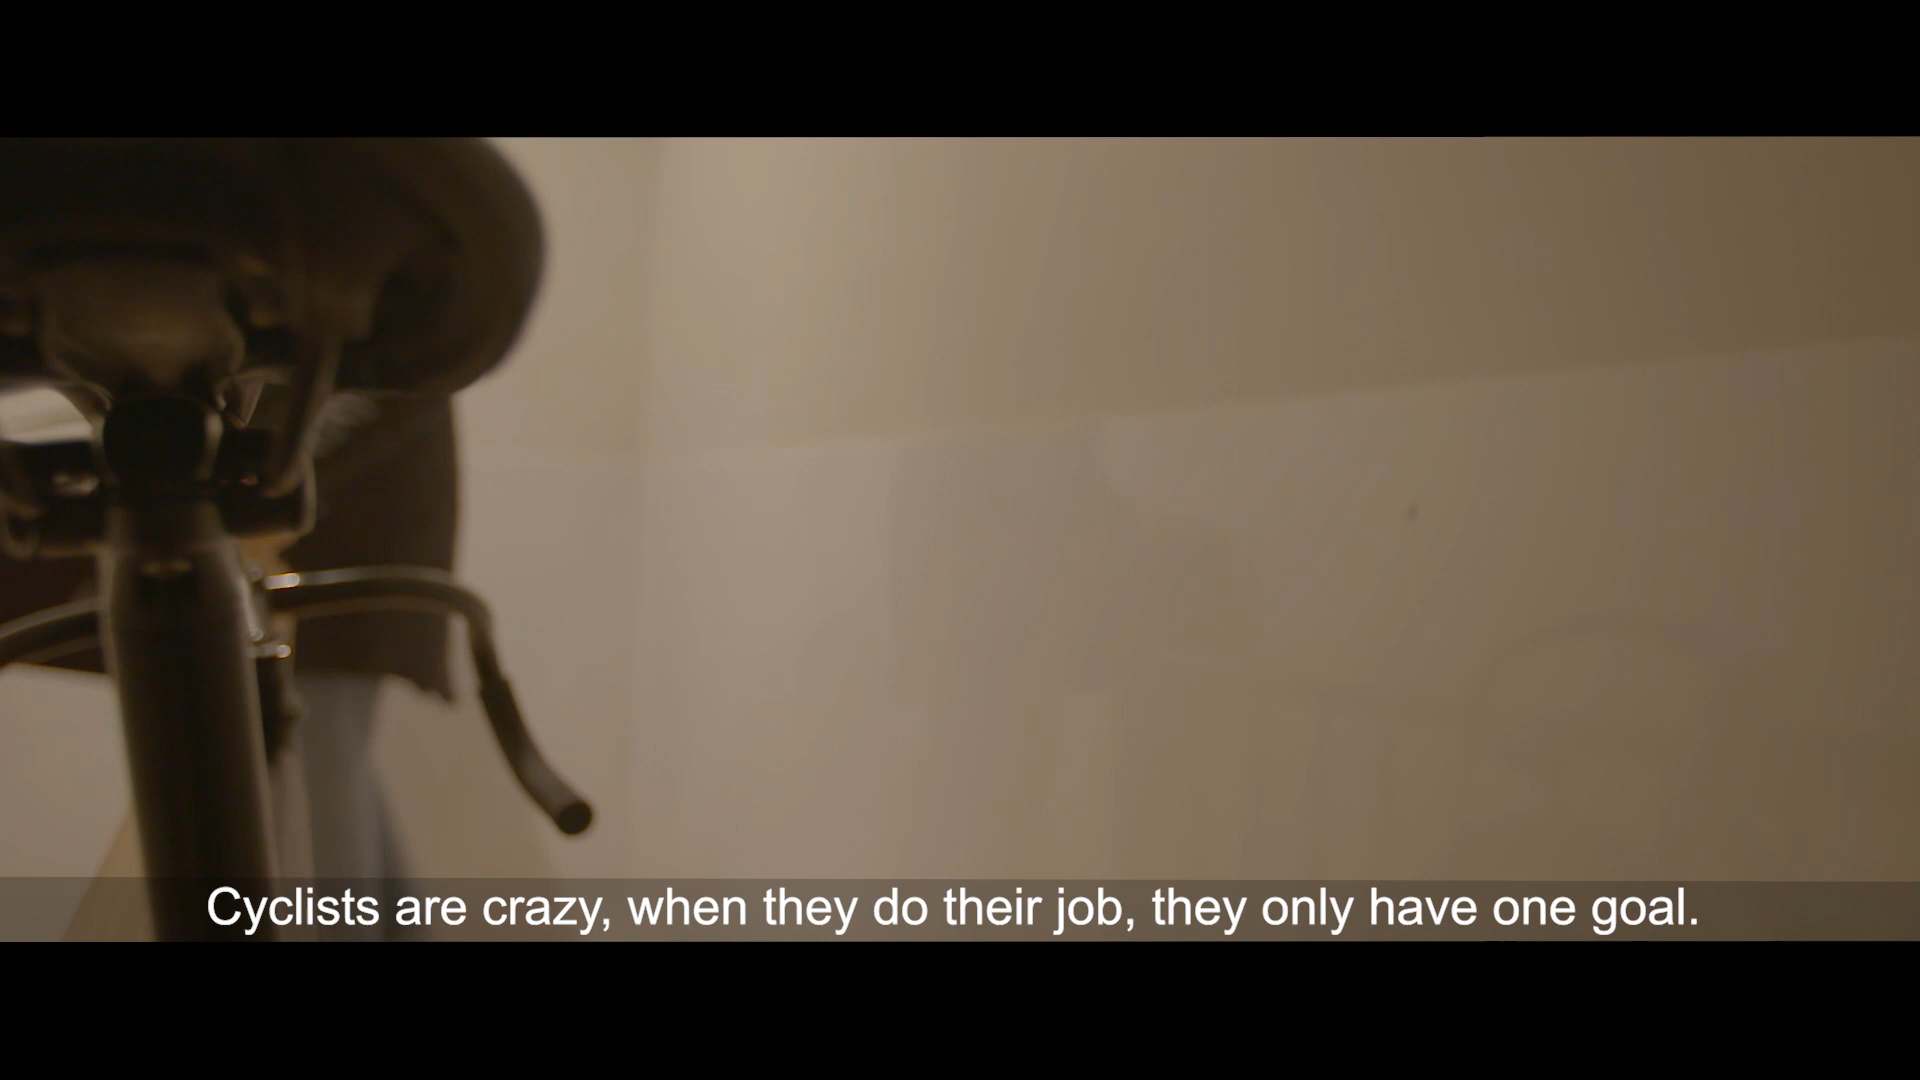 Cyclists are crazy, when they do their job, they only have one goal.